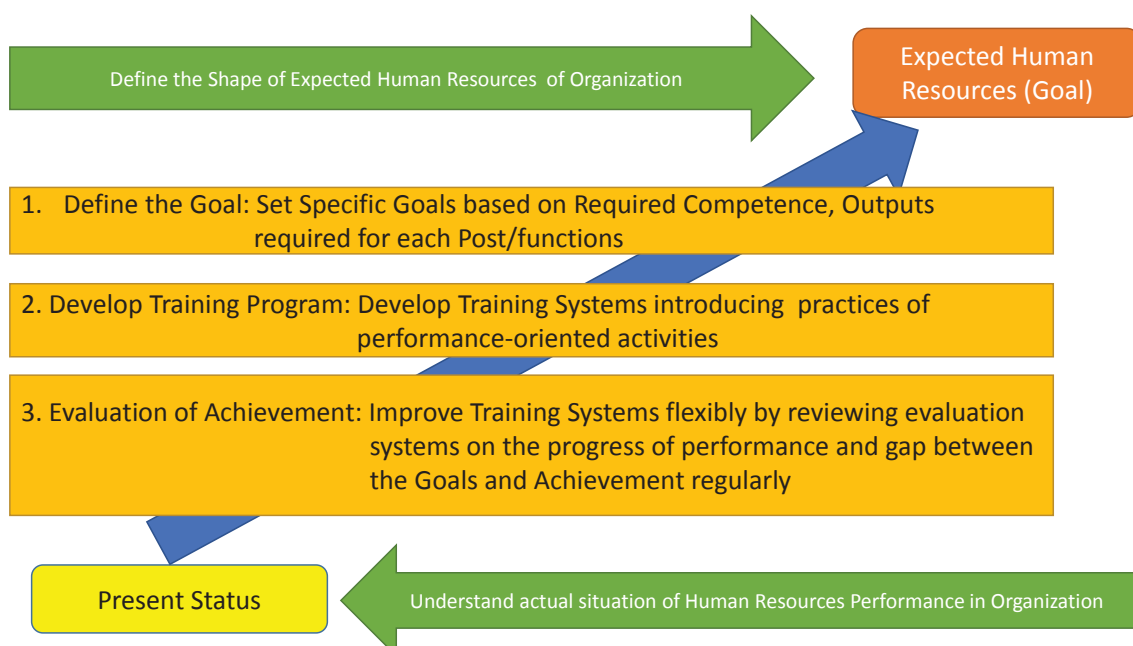 Define the Shape of Expected Human Resources of Organization
Expected Human
Resources (Goal)
1. Define the Goal: Set Specific Goals based on Required Competence, Outputs
required for each Post/functions
2. Develop Training Program: Develop Training Systems introducing practices of
performance-oriented activities
3. Evaluation of Achievement: Improve Training Systems flexibly by reviewing evaluation
systems on the progress of performance and gap between
the Goals and Achievement regularly
Present Status
Understand actual situation of Human Resources Performance in Organization